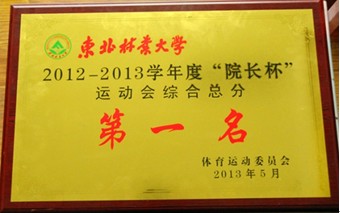 东北林业大学
2012-2013学年度“院长杯”
运动会综合总分
第一名
体育运动委员会
2013年5月